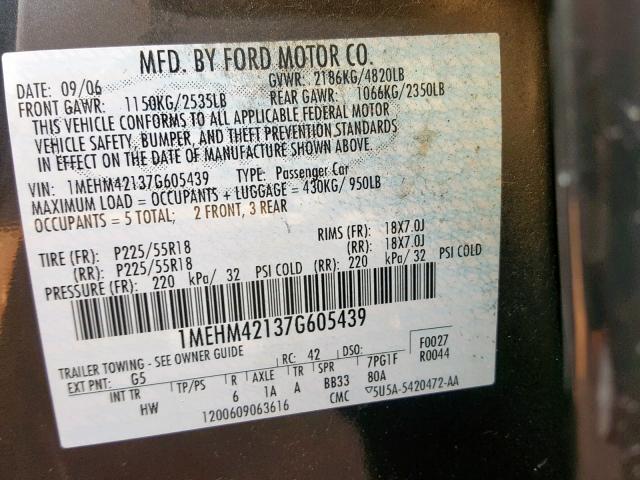 MFD. BY FORD MOTOR CO.
DATE: 09/06 GVWR: 2186KG/4820LB
FRONT GAWR: 1150KG/2535LB REAR GAWR: 1066KG/2350LB
THIS VEHICLE CONFORMS TO ALL APPLICABLE FEDERAL MOTOR
VEHICLE SAFETY, BUMPER, AND THEFT PREVENTION STANDARDS
IN EFFECT ON THE DATE OF MANUFACTURE SHOWN ABOVE.
VIN: 1MEHM42137G605439 TYPE: Passenger Car
MAXIMUM LOAD = OCCUPANTS + LUGGAGE = 430KG/ 950LB
OCCUPANTS = 5 TOTAL; 2 FRONT, 3 REAR
TIRE (FR): P225/55R18 RIMS (FR): 18X7.0J
(RR): P225/55R18 (RR): 18X7.0J
PRESSURE (FR): 220 kPa/ 32 PSI COLD (RR): 220 kPa/ 32 PSI COLD
1MEHM42137G605439
TRAILER TOWING - SEE OWNER GUIDE F0027
EXT PNT: G5 RC: 42 DSO: 7PG1F R0044
INT TR TP/PS R AXLE TR SPR 80A
HW 6 1A A BB33
1200609063616 CMC ▽5U5A-5420472-AA